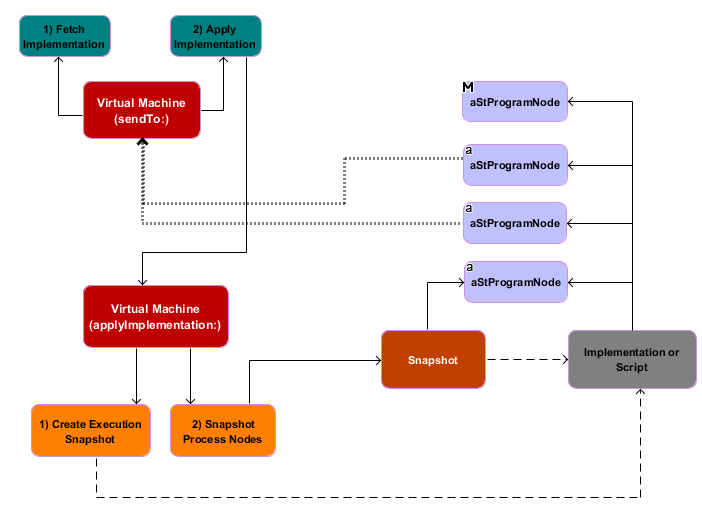 1) Fetch
Implementation
2) Apply
Implementation
Virtual Machine
(sendTo:)
M
aStProgramNode
a
aStProgramNode
a
aStProgramNode
a
aStProgramNode
Virtual Machine
(applyImplementation:)
Snapshot
Implementation or
Script
1) Create Execution
Snapshot
2) Snapshot
Process Nodes